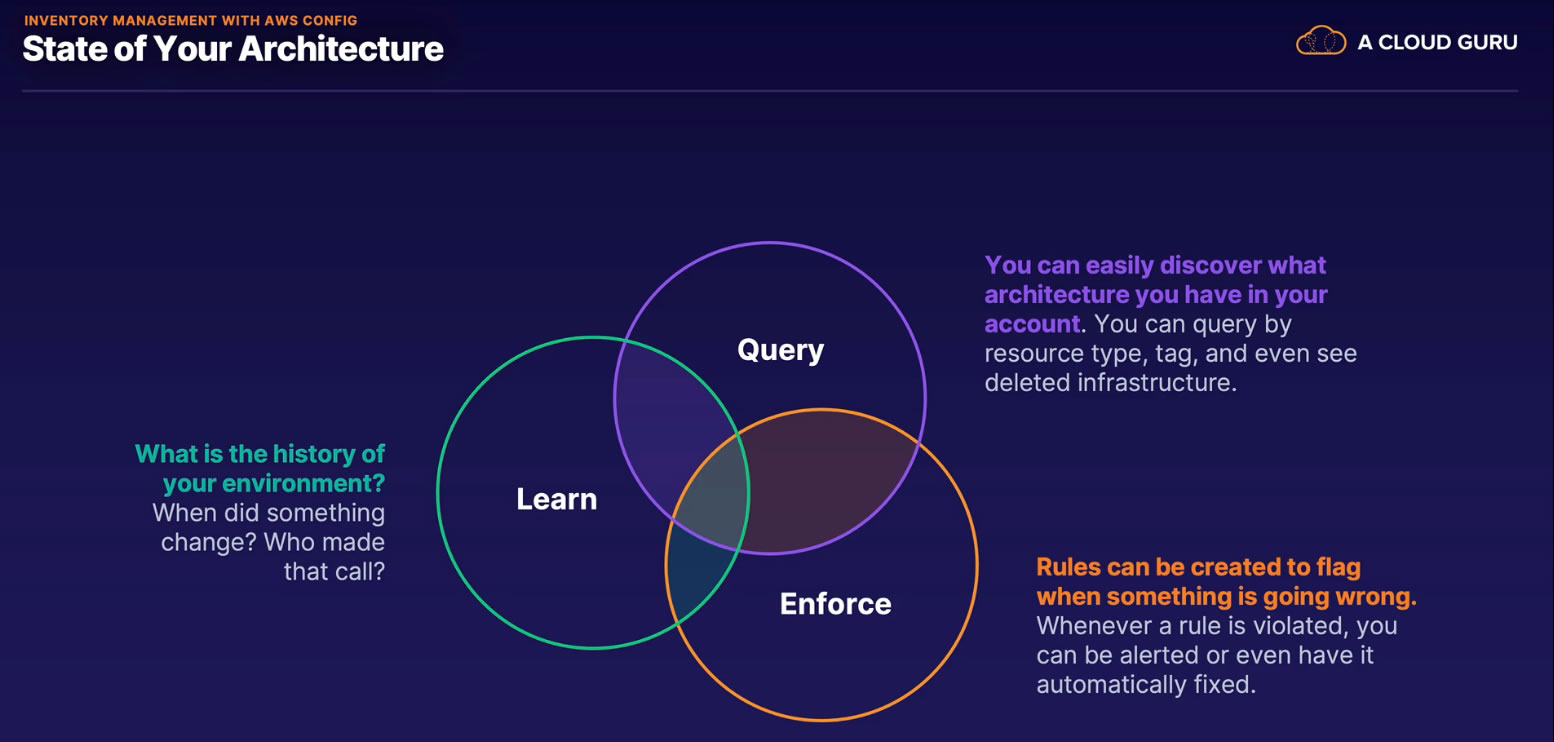 INVENTORY MANAGEMENT WITH AWS CONFIG
State of Your Architecture
A CLOUD GURU
Query
You can easily discover what
architecture you have in your
account. You can query by
resource type, tag, and even see
deleted infrastructure.
What is the history of
your environment?
When did something
change? Who made
that call?
Learn
Enforce
Rules can be created to flag
when something is going wrong.
Whenever a rule is violated, you
can be alerted or even have it
automatically fixed.